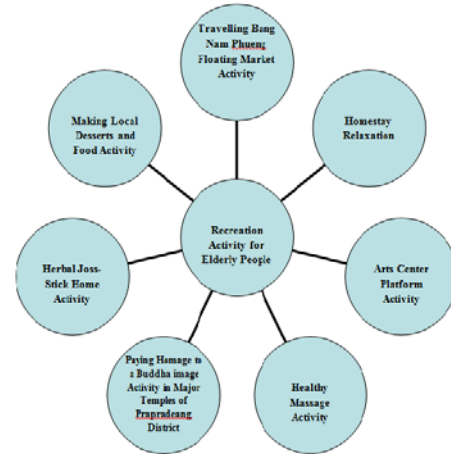 Travelling Bang
Nam Phueng
Floating Market
Activity
Making Local
Desserts and
Food Activity
Homestay
Relaxation
Recreation
Activity for
Elderly People
Herbal Joss-
Stick Home
Activity
Arts Center
Platform
Activity
Paying Homage to
a Buddha image
Activity in Major
Temples of
Prapradeang
District
Healthy
Massage
Activity